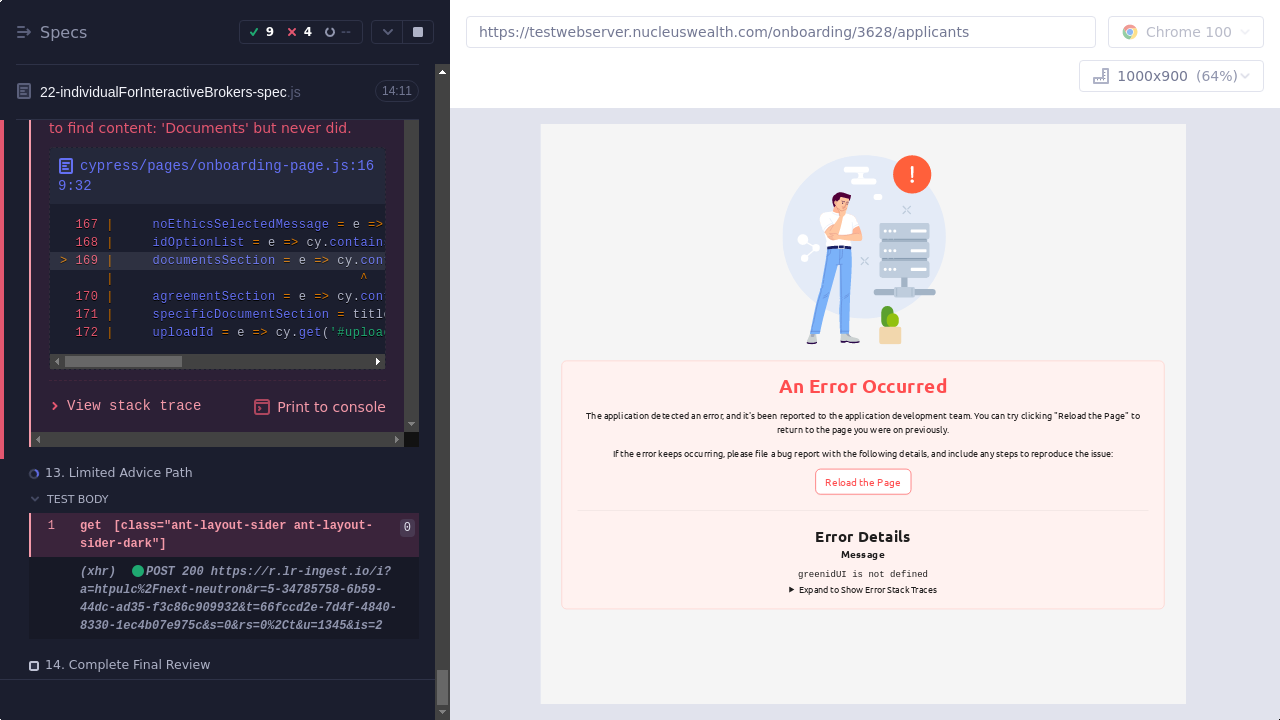 Specs
9
4
--
22-individualForInteractiveBrokers-spec.js
14:11
to find content: 'Documents' but never did.
cypress/pages/onboarding-page.js:16
9:32
167 | noEthicsSelectedMessage = e =>
168 | idOptionList = e => cy.contain
> 169 | documentsSection = e => cy.con
| ^
170 | agreementSection = e => cy.con
171 | specificDocumentSection = title
172 | uploadId = e => cy.get('#uploa
View stack trace
Print to console
13. Limited Advice Path
TEST BODY
1 get [class="ant-layout-sider ant-layout-
sider-dark"]
0
(xhr) POST 200 https://r.lr-ingest.io/i?
a=htpulc%2Fnext-neutron&r=5-34785758-6b59-
44dc-ad35-f3c86c909932&t=66fccd2e-7d4f-4840-
8330-1ec4b07e975c&s=0&rs=0%2Ct&u=1345&is=2
14. Complete Final Review
https://testwebserver.nucleuswealth.com/onboarding/3628/applicants
Chrome 100
1000x900 (64%)
!
An Error Occurred
The application detected an error, and it's been reported to the application development team. You can try clicking "Reload the Page" to
return to the page you were on previously.
If the error keeps occurring, please file a bug report with the following details, and include any steps to reproduce the issue:
Reload the Page
Error Details
Message
greenidUI is not defined
Expand to Show Error Stack Traces